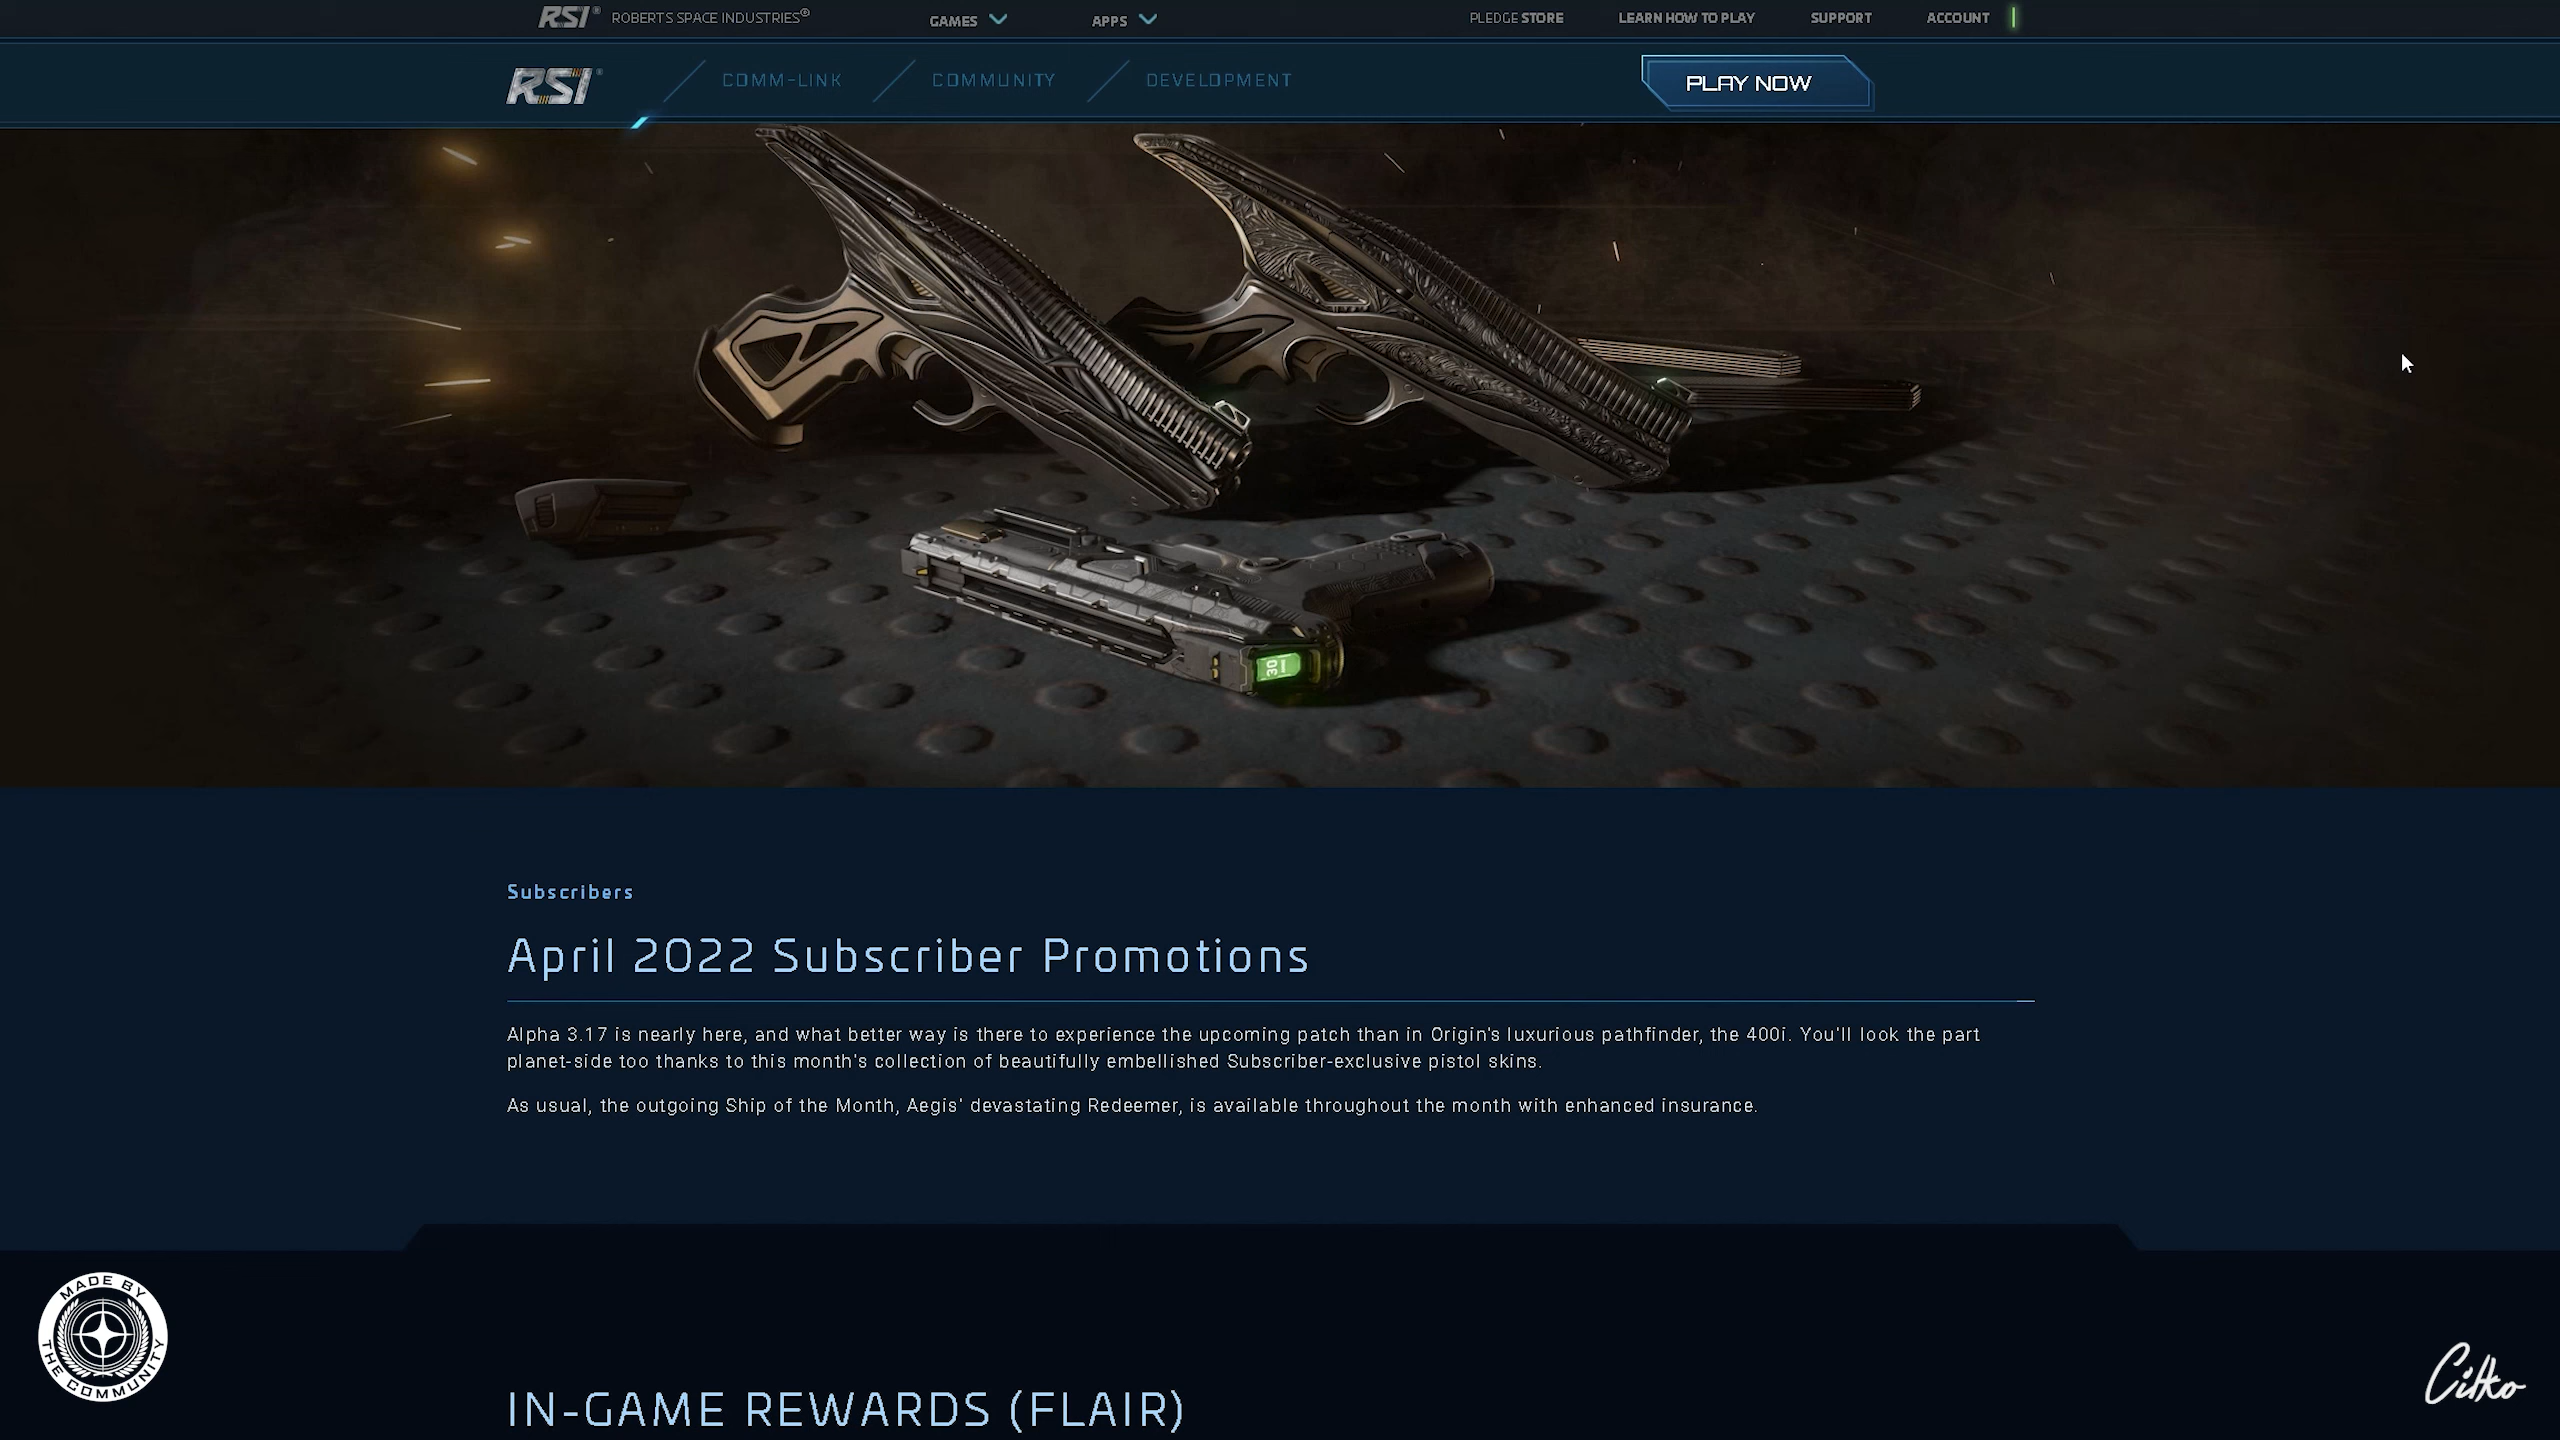 RSI ROBERTS SPACE INDUSTRIES® GAMES APPS PLEDGE STORE LEARN HOW TO PLAY SUPPORT ACCOUNT
RSI COMM-LINK COMMUNITY DEVELOPMENT PLAY NOW
30
Subscribers
April 2022 Subscriber Promotions
Alpha 3.17 is nearly here, and what better way is there to experience the upcoming patch than in Origin's luxurious pathfinder, the 400i. You'll look the part
planet-side too thanks to this month's collection of beautifully embellished Subscriber-exclusive pistol skins.
As usual, the outgoing Ship of the Month, Aegis' devastating Redeemer, is available throughout the month with enhanced insurance.
MADE BY
THE COMMUNITY
IN-GAME REWARDS (FLAIR)